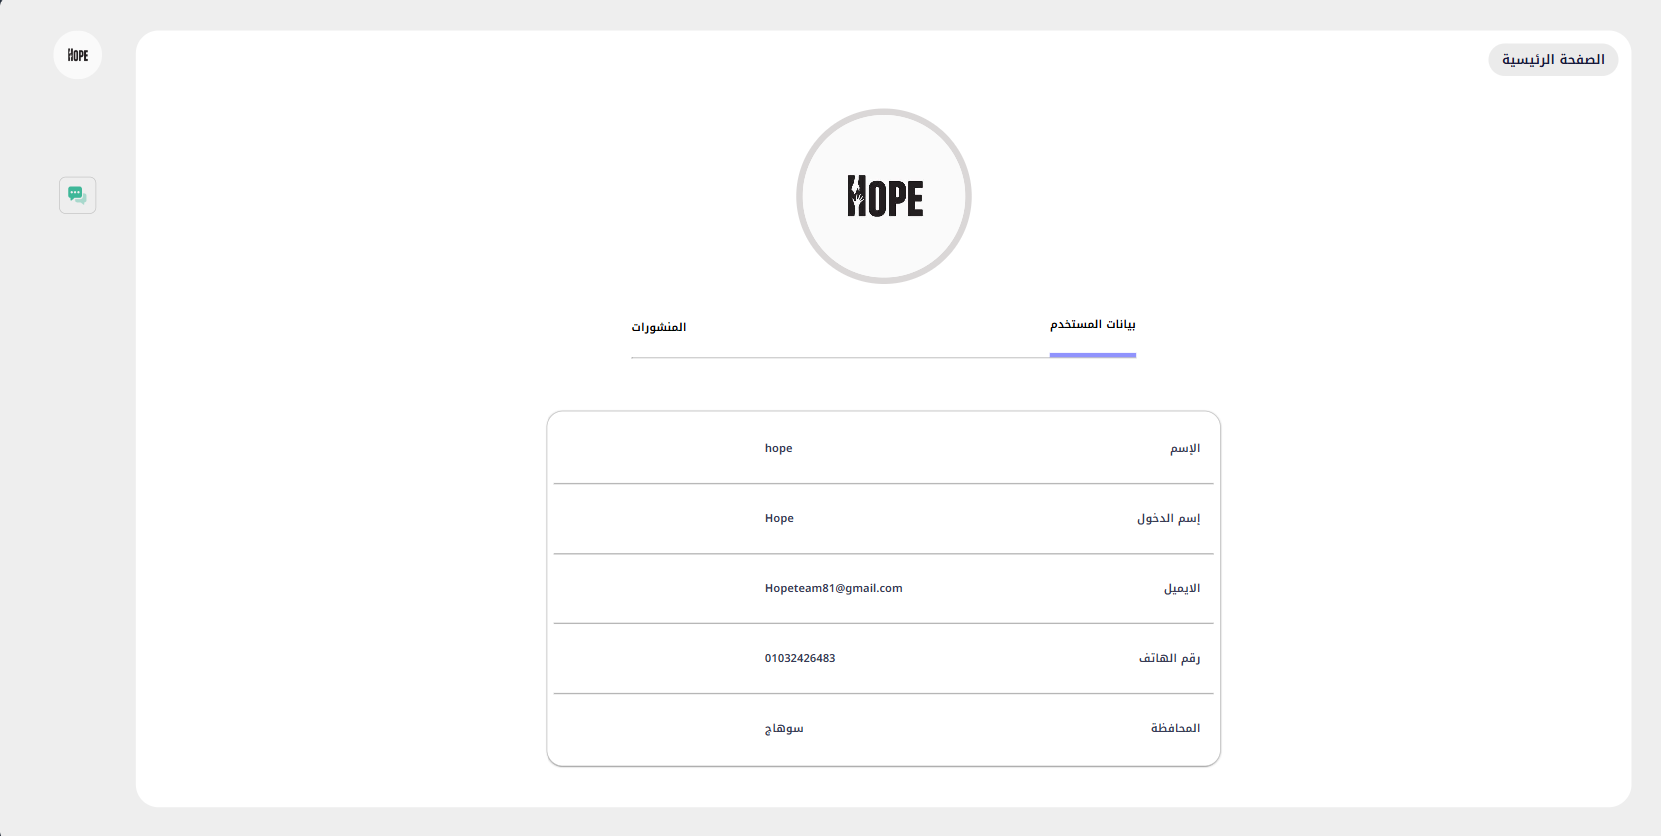 HOPE
الصفحة الرئيسية
HOPE
بيانات المستخدم
المنشورات
الإسم hope
إسم الدخول Hope
الايميل Hopeteam81@gmail.com
رقم الهاتف 01032426483
المحافظة سوهاج